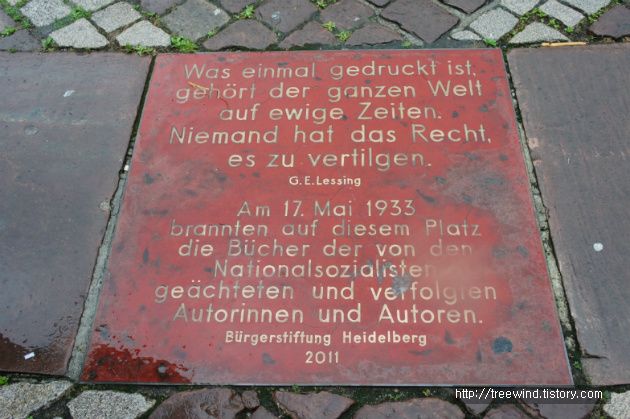 Was einmal gedruckt ist,
gehört der ganzen Welt
auf ewige Zeiten.
Niemand hat das Recht,
es zu vertilgen.
G.E.Lessing
Am 17. Mai 1933
brannten auf diesem Platz
die Bücher der von den
Nationalsozialisten
geächteten und verfolgten
Autorinnen und Autoren.
Bürgerstiftung Heidelberg
2011
http://treewind.tistory.com